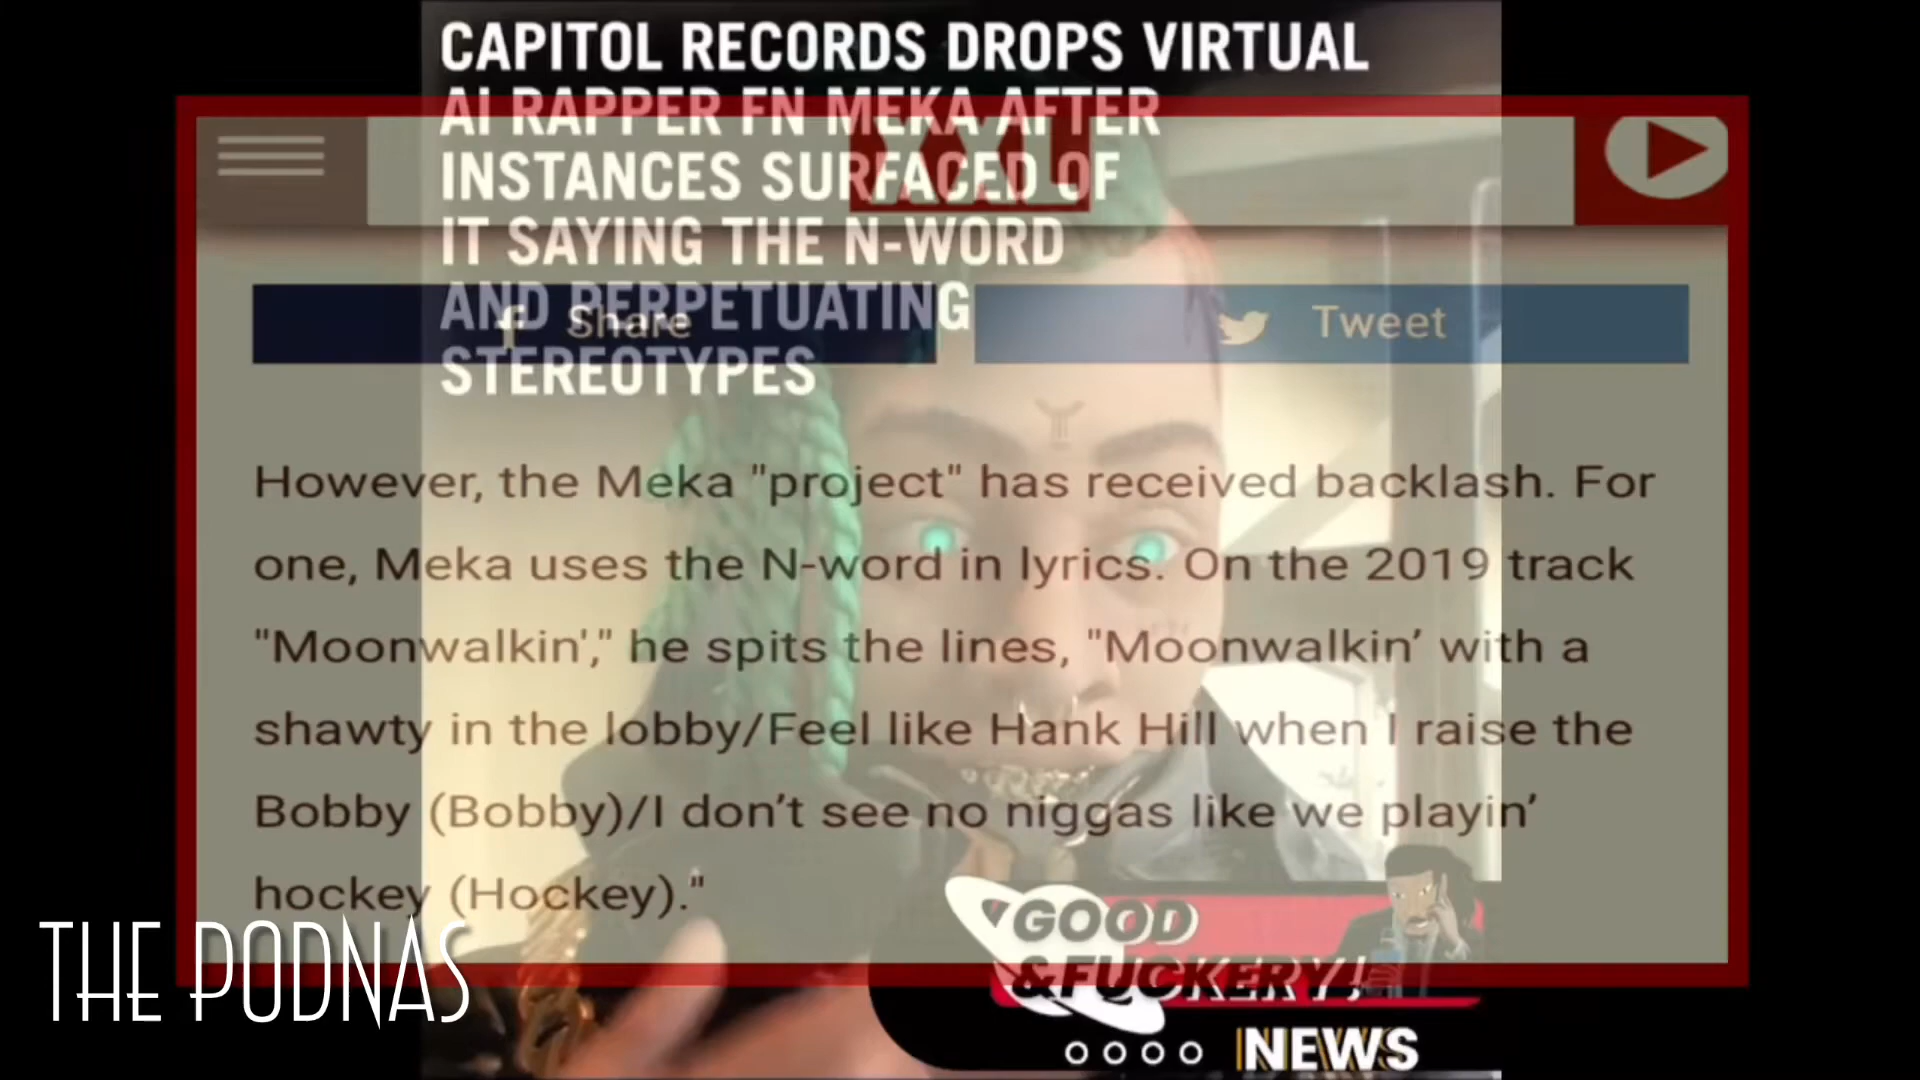 CAPITOL RECORDS DROPS VIRTUAL
AI RAPPER FN MEKA AFTER
INSTANCES SURFACED OF
IT SAYING THE N-WORD
AND PERPETUATING
STEREOTYPES
XXL
f Share
Tweet
However, the Meka "project" has received backlash. For
one, Meka uses the N-word in lyrics. On the 2019 track
"Moonwalkin'," he spits the lines, "Moonwalkin’ with a
shawty in the lobby/Feel like Hank Hill when I raise the
Bobby (Bobby)/I don’t see no niggas like we playin’
hockey (Hockey)."
THE PODNAS
GOOD
&FUCKERY!
NEWS